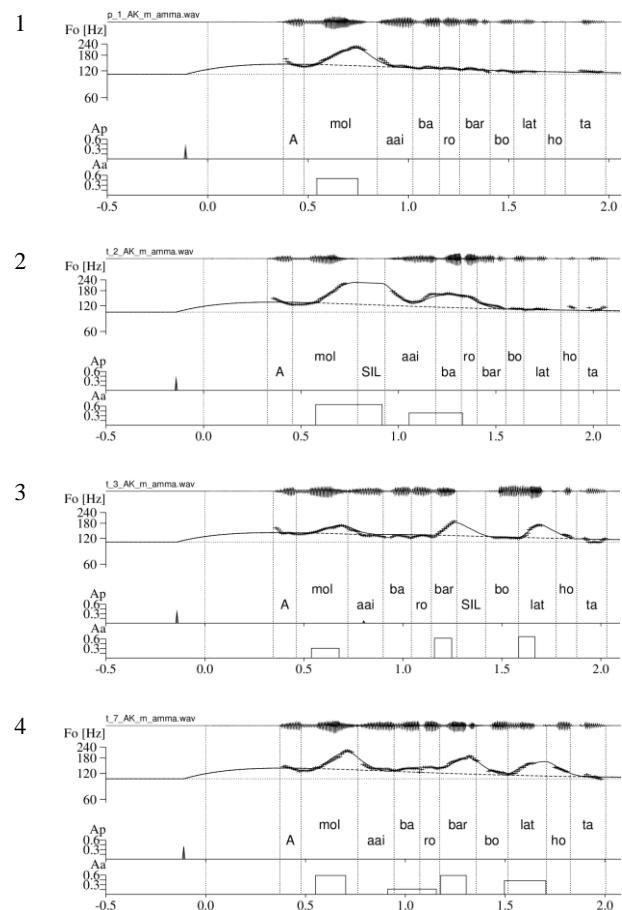 1
p_1_AK_m_amma.wav
Fo [Hz]
240
180
120
60
mol ba bar lat ta
A aai ro bo ho
Ap
0.6
0.3
Aa
0.6
0.3
-0.5 0.0 0.5 1.0 1.5 2.0
2
t_2_AK_m_amma.wav
Fo [Hz]
240
180
120
60
mol aai ro bo ho
A SIL ba bar lat ta
Ap
0.6
0.3
Aa
0.6
0.3
-0.5 0.0 0.5 1.0 1.5 2.0
3
t_3_AK_m_amma.wav
Fo [Hz]
240
180
120
60
mol ba bar bo ho
A aai ro SIL lat ta
Ap
0.6
0.3
Aa
0.6
0.3
-0.5 0.0 0.5 1.0 1.5 2.0
4
t_7_AK_m_amma.wav
Fo [Hz]
240
180
120
60
mol ba bar lat ta
A aai ro bo ho
Ap
0.6
0.3
Aa
0.6
0.3
-0.5 0.0 0.5 1.0 1.5 2.0